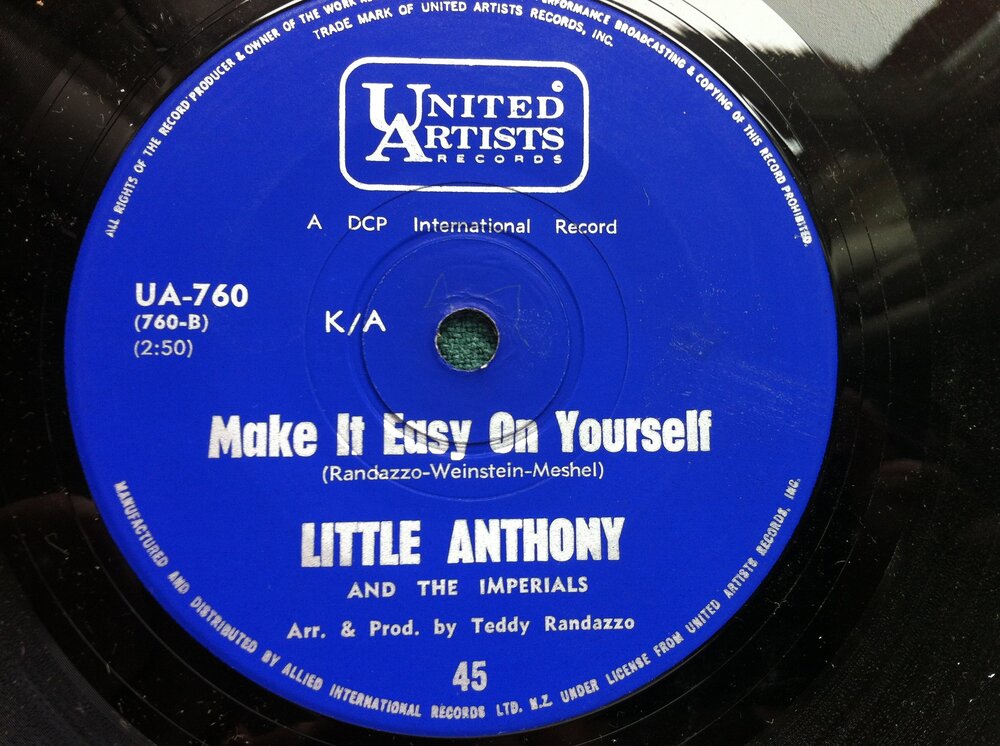 ALL RIGHTS OF THE RECORD PRODUCER & OWNER OF THE WORK
PERFORMANCE BROADCASTING & COPYING OF THIS RECORD PROHIBITED.
TRADE MARK OF UNITED ARTISTS RECORDS, INC.
UNITED
ARTISTS
RECORDS
A DCP International Record
UA-760
(760-B)
(2:50)
K/A
Make It Easy On Yourself
(Randazzo-Weinstein-Meshel)
LITTLE ANTHONY
AND THE IMPERIALS
Arr. & Prod. by Teddy Randazzo
45
MANUFACTURED AND DISTRIBUTED BY ALLIED INTERNATIONAL RECORDS LTD. N.Z. UNDER LICENSE FROM UNITED ARTISTS RECORDS, INC.